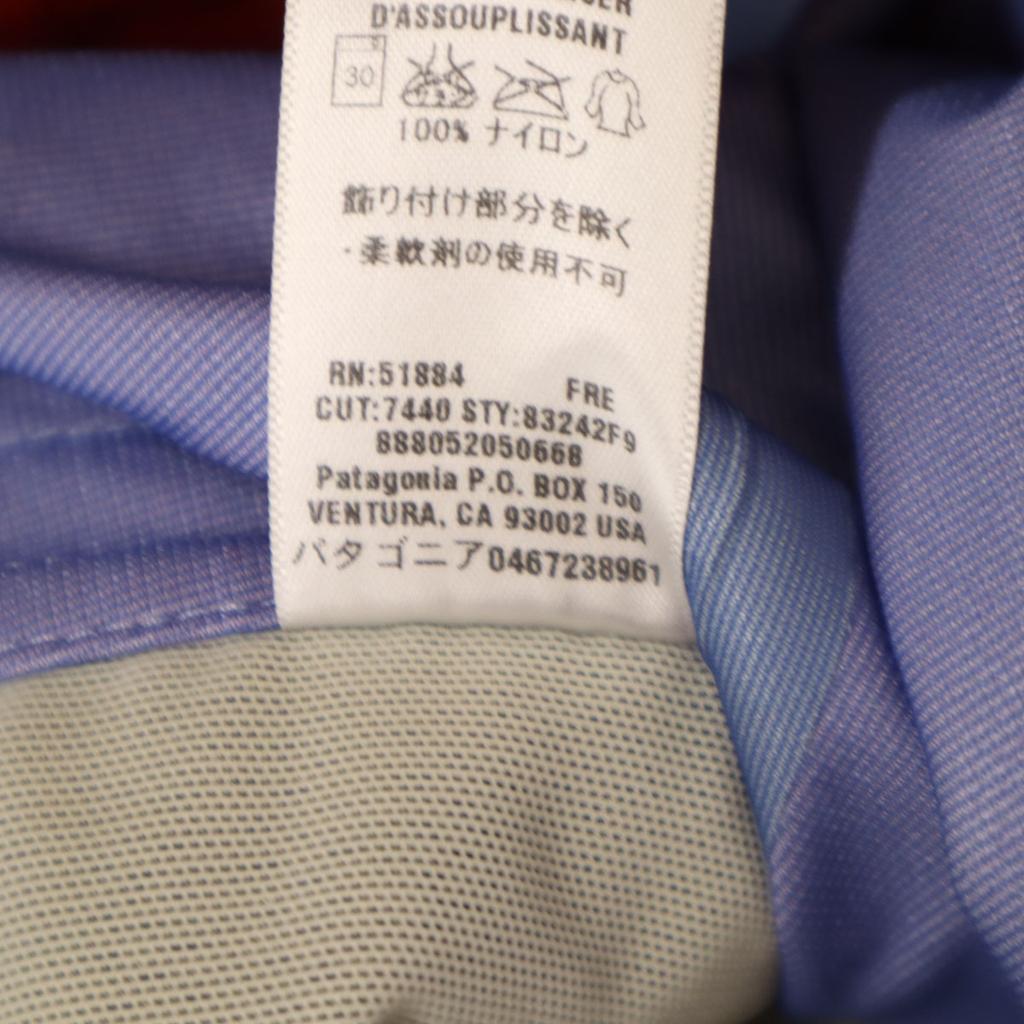 D'ASSOUPLISSANT
30
100% ナイロン
飾り付け部分を除く
・柔軟剤の使用不可
RN:51884 FRE
CUT:7440 STY:83242F9
888052050668
Patagonia P.O. BOX 150
VENTURA, CA 93002 USA
パタゴニア0467238961